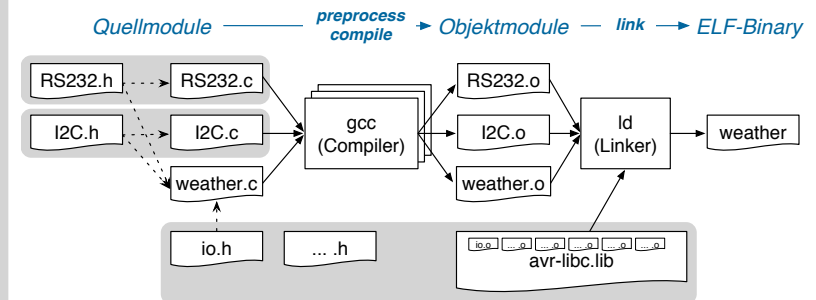 Quellmodule preprocess compile Objektmodule link ELF-Binary
RS232.h RS232.c RS232.o
I2C.h I2C.c gcc (Compiler) I2C.o ld (Linker) weather
weather.c weather.o
io.h ... .h io.o ... .o ... .o ... .o ... .o ... .o
avr-libc.lib